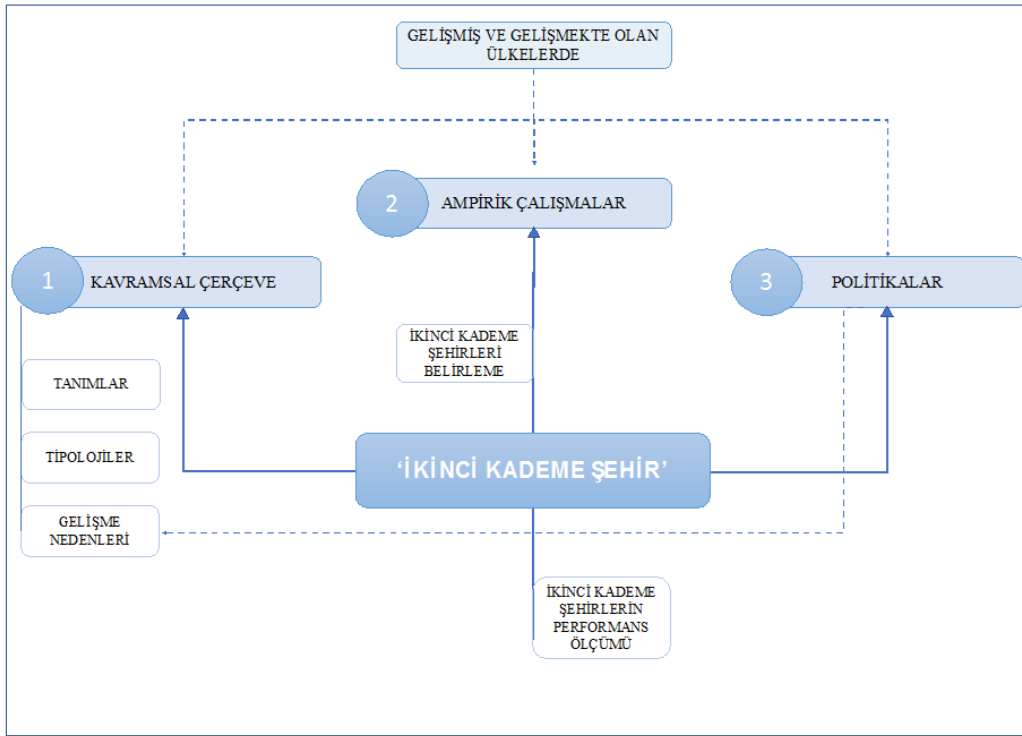 GELİŞMİŞ VE GELİŞMEKTE OLAN
ÜLKELERDE
2
AMPİRİK ÇALIŞMALAR
1
KAVRAMSAL ÇERÇEVE
3
POLİTİKALAR
İKİNCİ KADEME
ŞEHİRLERİ
BELİRLEME
TANIMLAR
TİPOLOJİLER
'İKİNCİ KADEME ŞEHİR'
GELİŞME
NEDENLERİ
İKİNCİ KADEME
ŞEHİRLERİN
PERFORMANS
ÖLÇÜMÜ